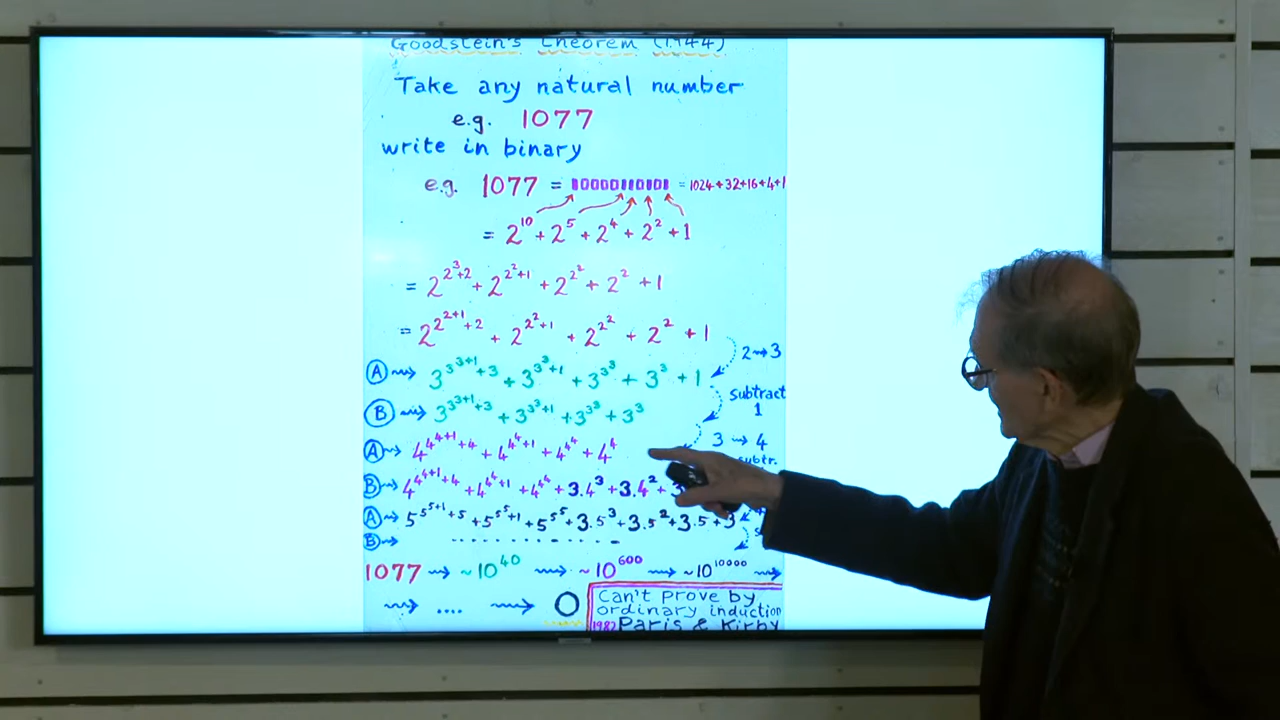 Goodstein's Theorem (1944)
Take any natural number
e.g. 1077
write in binary
e.g. 1077 = 10000110101 = 1024+32+16+4+1
= 2^10 + 2^5 + 2^4 + 2^2 + 1
= 2^(2^3+2) + 2^(2^2+1) + 2^(2^2) + 2^2 + 1
= 2^(2^(2+1)+2) + 2^(2^2+1) + 2^(2^2) + 2^2 + 1
2⇝3
Ⓐ⇝ 3^(3^(3+1)+3) + 3^(3^3+1) + 3^(3^3) + 3^3 + 1
Subtract 1
Ⓑ⇝ 3^(3^(3+1)+3) + 3^(3^3+1) + 3^(3^3) + 3^3
3⇝4
Ⓐ⇝ 4^(4^(4+1)+4) + 4^(4^4+1) + 4^(4^4) + 4^4
subtr.
Ⓑ⇝ 4^(4^(4+1)+4) + 4^(4^4+1) + 4^(4^4) + 3.4^3 + 3.4^2 + 3
Ⓐ⇝ 5^(5^(5+1)+5) + 5^(5^5+1) + 5^(5^5) + 3.5^3 + 3.5^2 + 3.5 + 3
Ⓑ⇝ ............
1077 ⇝ ~10^40 ⇝ ~10^600 ⇝ ~10^10000 ⇝
⇝ .... ⇝ 0
Can't prove by
ordinary induction
1982 Paris & Kirby